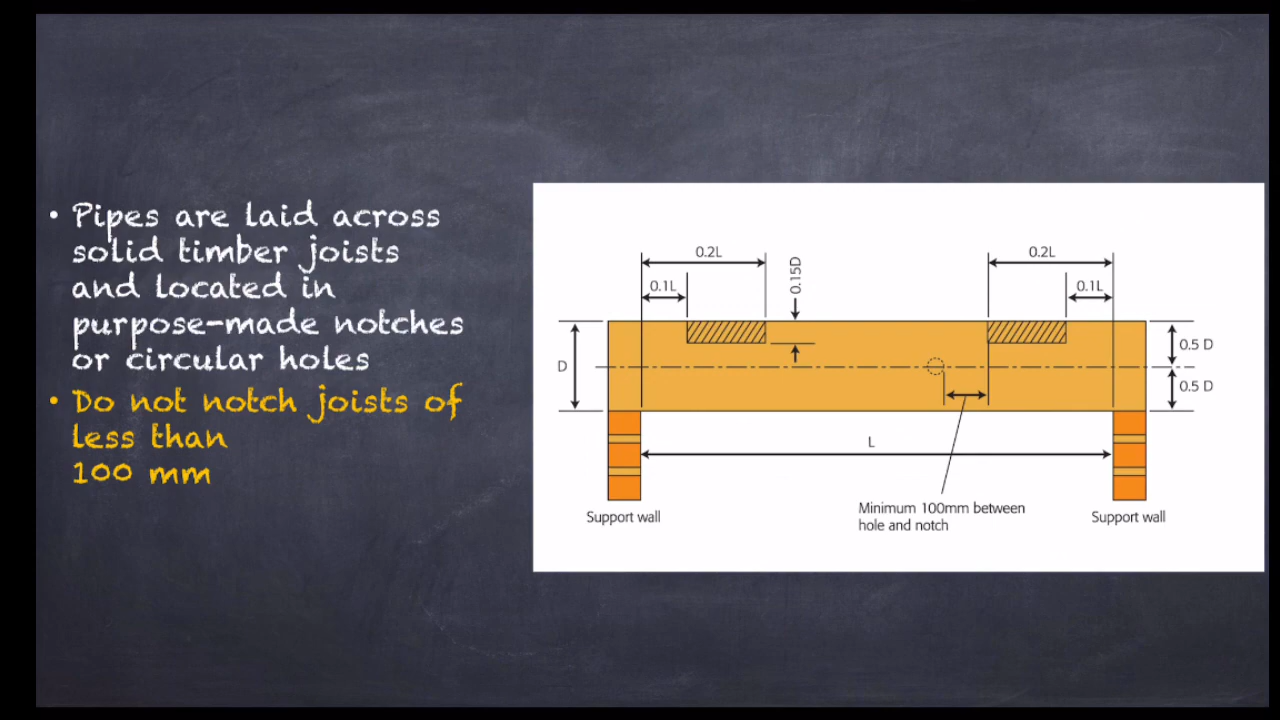 • Pipes are laid across
solid timber joists
and located in
purpose-made notches
or circular holes
• Do not notch joists of
less than
100 mm
0.2L
0.2L
0.15D
0.1L
0.1L
D
0.5 D
0.5 D
L
Minimum 100mm between
hole and notch
Support wall
Support wall